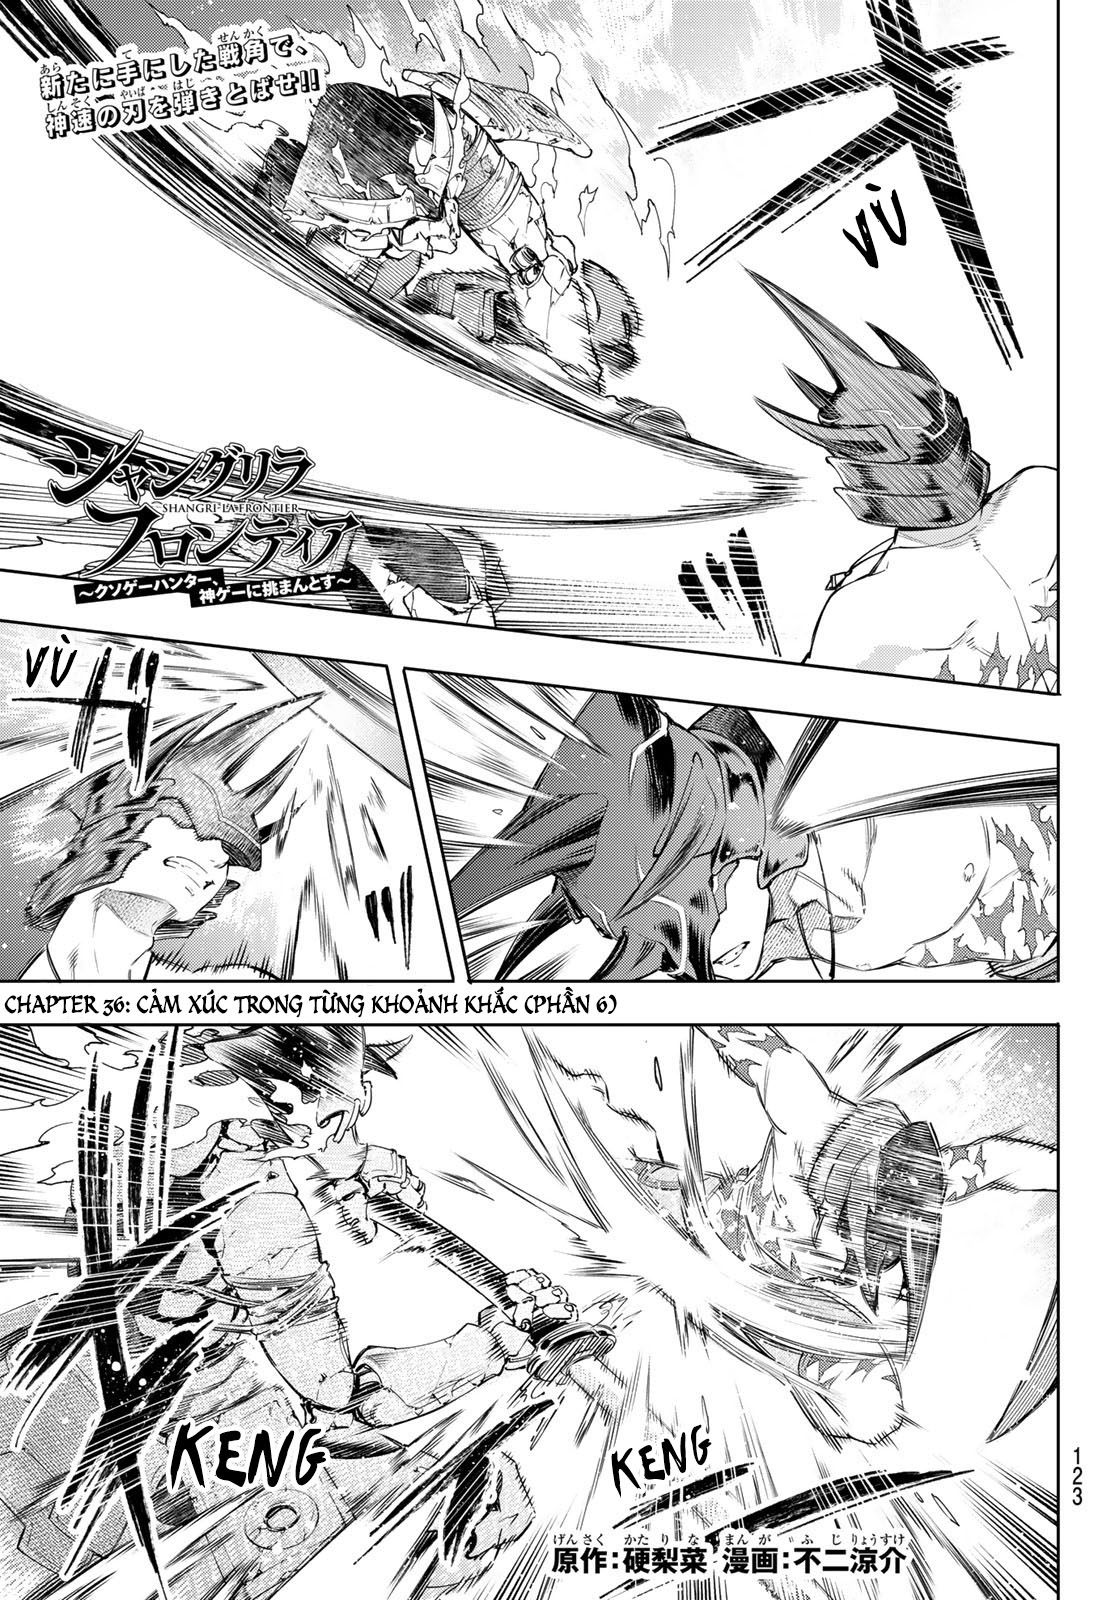 新たに手にした戦角で、
神速の刃を弾きとばせ!!
VÙ
シャングリラ
SHANGRI-LA FRONTIER
フロンティア
～クソゲーハンター、
神ゲーに挑まんとす～
VÙ
CHAPTER 36: CẢM XÚC TRONG TỪNG KHOẢNH KHẮC (PHẦN 6)
KENG
KENG
原作:硬梨菜 漫画:不二涼介
123